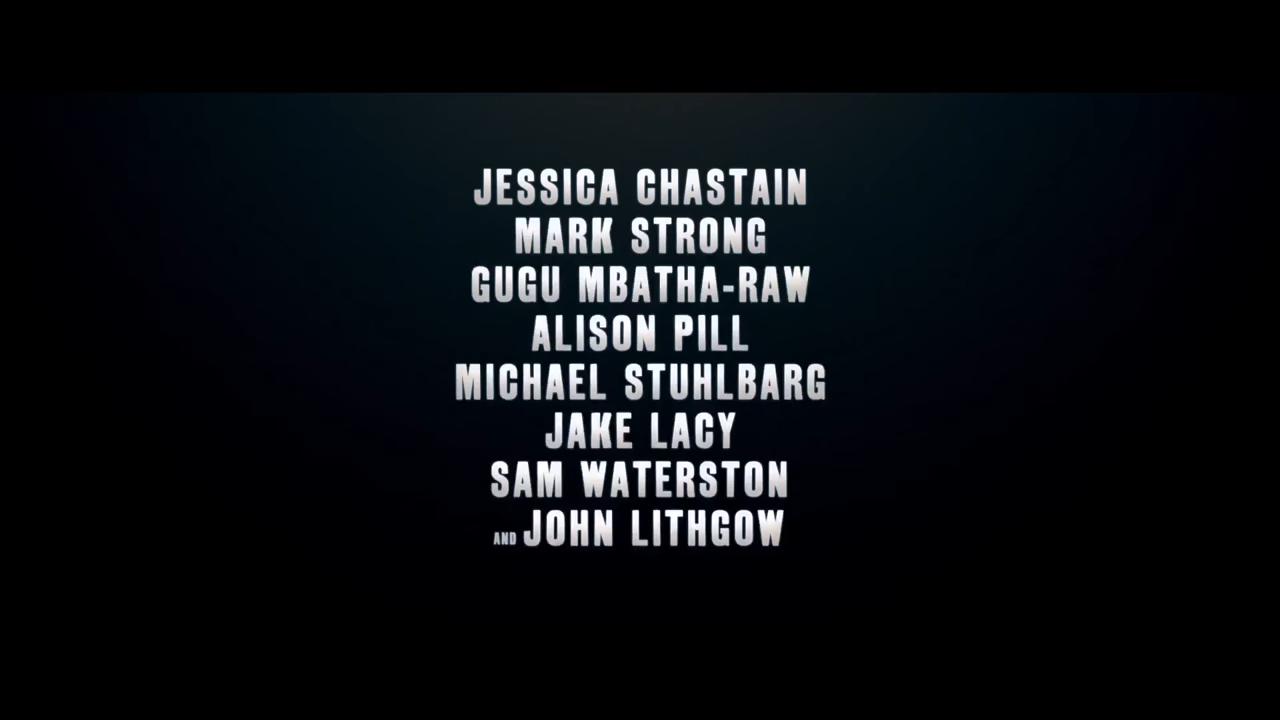 JESSICA CHASTAIN
MARK STRONG
GUGU MBATHA-RAW
ALISON PILL
MICHAEL STUHLBARG
JAKE LACY
SAM WATERSTON
AND JOHN LITHGOW